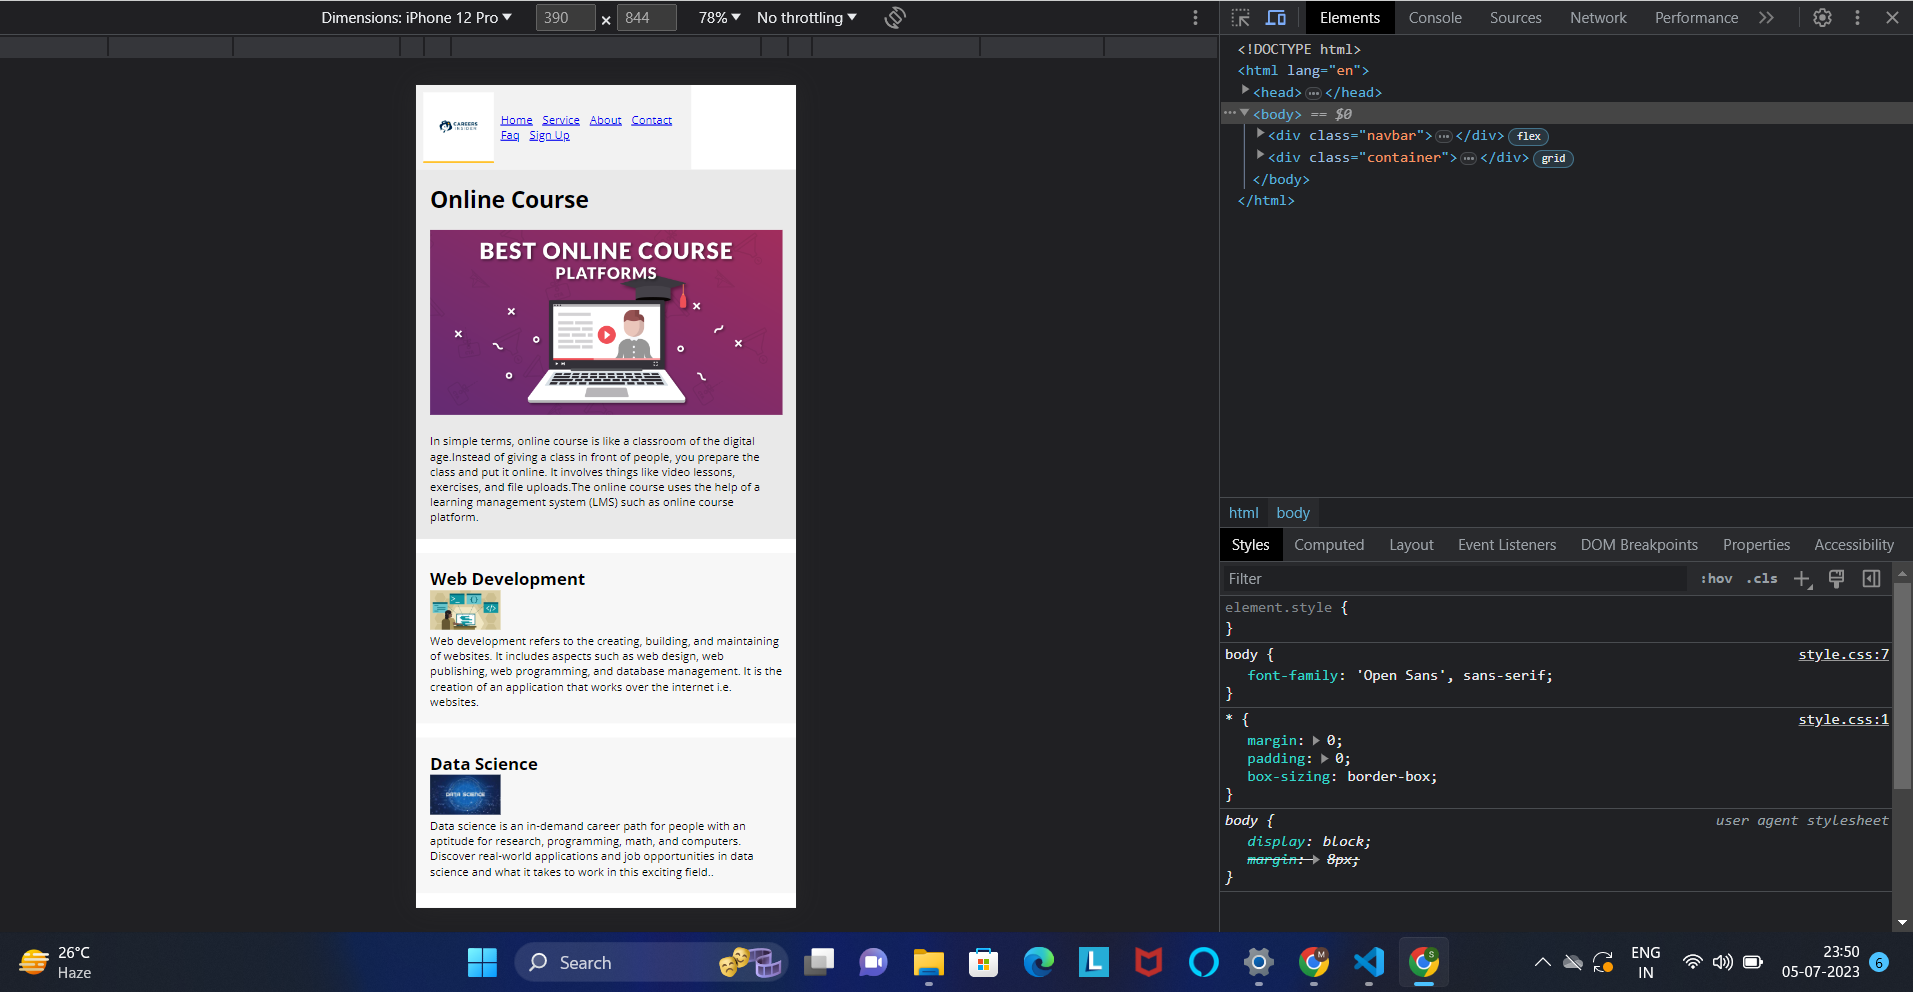 Dimensions: iPhone 12 Pro
390
×
844
78%
No throttling
CAREERS
INSIDER
Home Service About Contact
Faq Sign Up
Online Course
BEST ONLINE COURSE
PLATFORMS
In simple terms, online course is like a classroom of the digital
age.Instead of giving a class in front of people, you prepare the
class and put it online. It involves things like video lessons,
exercises, and file uploads.The online course uses the help of a
learning management system (LMS) such as online course
platform.
Web Development
Web development refers to the creating, building, and maintaining
of websites. It includes aspects such as web design, web
publishing, web programming, and database management. It is the
creation of an application that works over the internet i.e.
websites.
Data Science
DATA SCIENCE
Data science is an in-demand career path for people with an
aptitude for research, programming, math, and computers.
Discover real-world applications and job opportunities in data
science and what it takes to work in this exciting field..
Elements Console Sources Network Performance
<!DOCTYPE html>
<html lang="en">
<head> ··· </head>
··· <body> == $0
<div class="navbar"> ··· </div> flex
<div class="container"> ··· </div> grid
</body>
</html>
html body
Styles Computed Layout Event Listeners DOM Breakpoints Properties Accessibility
Filter :hov .cls
element.style {
}
body { style.css:7
font-family: 'Open Sans', sans-serif;
}
* { style.css:1
margin: 0;
padding: 0;
box-sizing: border-box;
}
body { user agent stylesheet
display: block;
margin: 8px;
}
26°C
Haze
Search
L
M
S
ENG
IN
23:50
05-07-2023
6